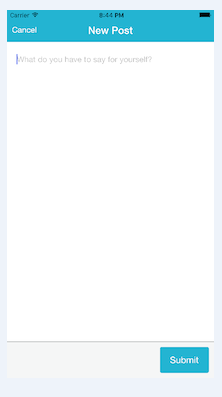 Carrier 8:44 PM
Cancel New Post
What do you have to say for yourself?
Submit